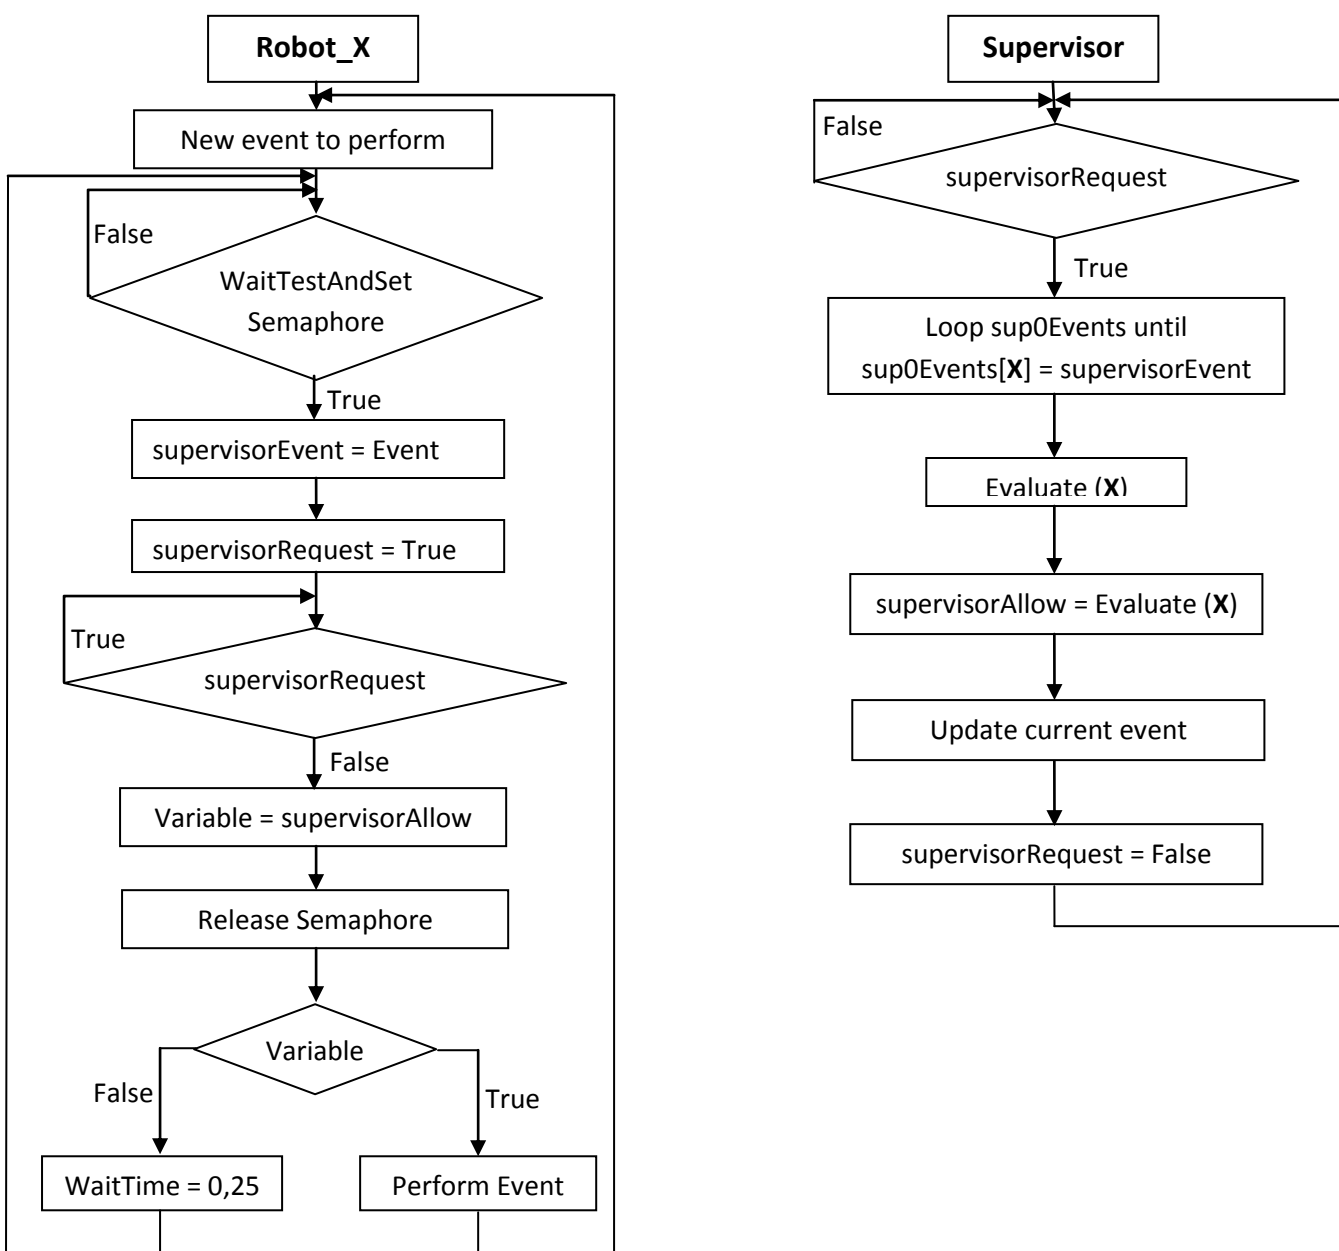 Robot_X
New event to perform
False
WaitTestAndSet
Semaphore
True
supervisorEvent = Event
supervisorRequest = True
True
supervisorRequest
False
Variable = supervisorAllow
Release Semaphore
Variable
False
True
WaitTime = 0,25
Perform Event
Supervisor
False
supervisorRequest
True
Loop sup0Events until
sup0Events[X] = supervisorEvent
Evaluate (X)
supervisorAllow = Evaluate (X)
Update current event
supervisorRequest = False